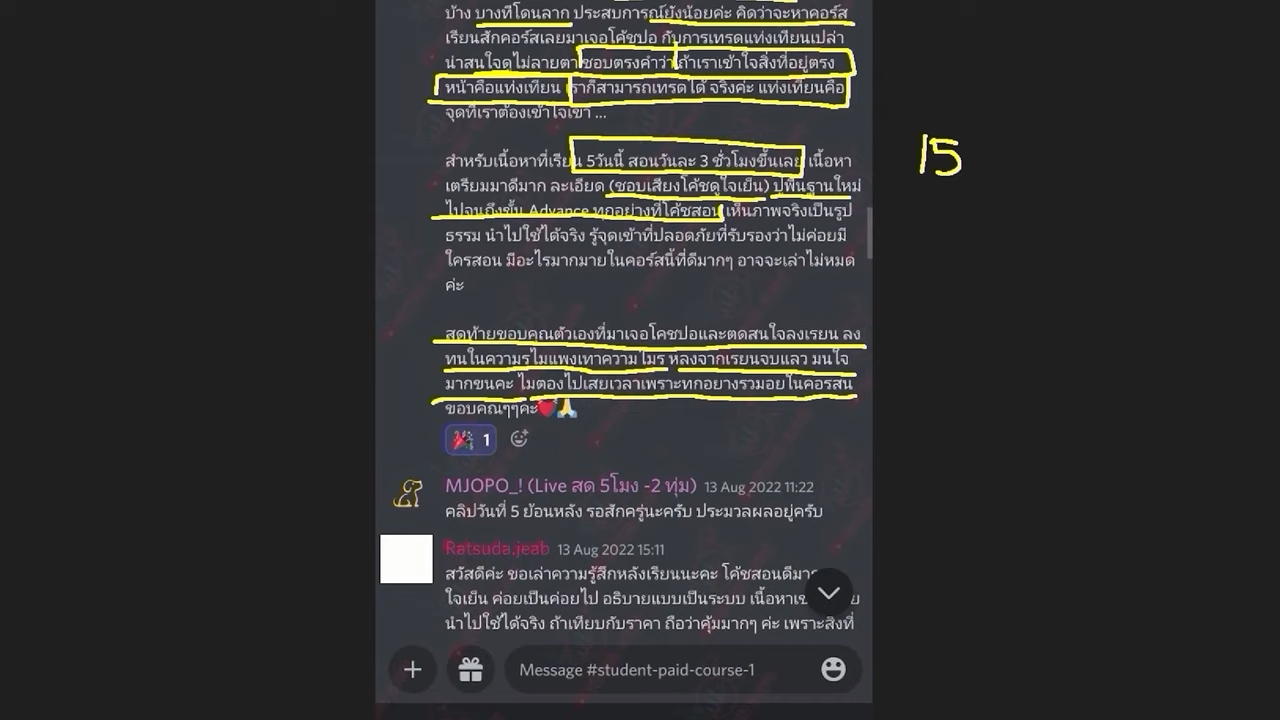 บ้าง บางทีโดนลาก ประสบการณ์ยังน้อยค่ะ คิดว่าจะหาคอร์ส
เรียนสักคอร์สเลยมาเจอโค้ชปอ กับการเทรดแท่งเทียนเปล่า
น่าสนใจดูไม่ลายตา ชอบตรงคำว่า ถ้าเราเข้าใจสิ่งที่อยู่ตรง
หน้าคือแท่งเทียน เราก็สามารถเทรดได้ จริงค่ะ แท่งเทียนคือ
จุดที่เราต้องเข้าใจเขา ...
15
สำหรับเนื้อหาที่เรียน 5วันนี้ สอนวันละ 3 ชั่วโมงขึ้นเลย เนื้อหา
เตรียมมาดีมาก ละเอียด (ชอบเสียงโค้ชดูใจเย็น) ปูพื้นฐานใหม่
ไปจนถึงขั้น Advance ทุกอย่างที่โค้ชสอน เห็นภาพจริงเป็นรูป
ธรรม นำไปใช้ได้จริง รู้จุดเข้าที่ปลอดภัยที่รับรองว่าไม่ค่อยมี
ใครสอน มีอะไรมากมายในคอร์สนี้ที่ดีมากๆ อาจจะเล่าไม่หมด
ค่ะ
สุดท้ายขอบคุณตัวเองที่มาเจอโคชปอและตัดสินใจลงเรียน ลง
ทุนในความรู้ไม่แพงเท่าความไม่รู้ หลังจากเรียนจบแล้ว มั่นใจ
มากขึ้นค่ะ ไม่ต้องไปเสียเวลาเพราะทุกอย่างรวมอยู่ในคอร์สนี้
ขอบคุณๆๆค่ะ❤️🙏
🎉 1
MJOPO_! (Live สด 5โมง -2 ทุ่ม) 13 Aug 2022 11:22
คลิปวันที่ 5 ย้อนหลัง รอสักครู่นะครับ ประมวลผลอยู่ครับ
Ratsuda.jeab 13 Aug 2022 15:11
สวัสดีค่ะ ขอเล่าความรู้สึกหลังเรียนนะคะ โค้ชสอนดีมาก
ใจเย็น ค่อยเป็นค่อยไป อธิบายแบบเป็นระบบ
นำไปใช้ได้จริง ถ้าเทียบกับราคา ถือว่าคุ้มมากๆ ค่ะ เพราะสิ่งที่
Message #student-paid-course-1